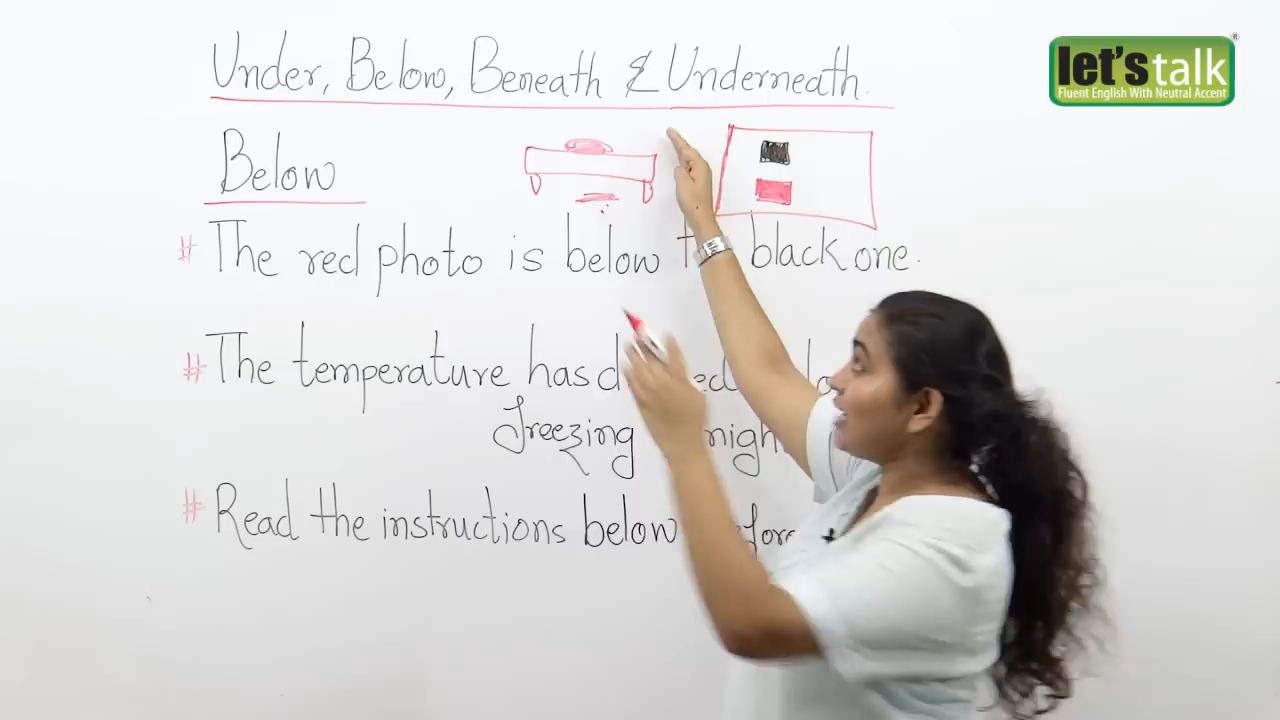 Under, Below, Beneath & Underneath.
Below
# The red photo is below black one.
# The temperature has
freezing
# Read the instructions below
let's talk
®
Fluent English With Neutral Accent